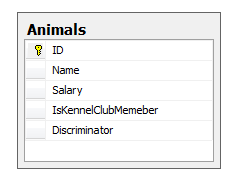 Animals
ID
Name
Salary
IsKennelClubMemeber
Discriminator